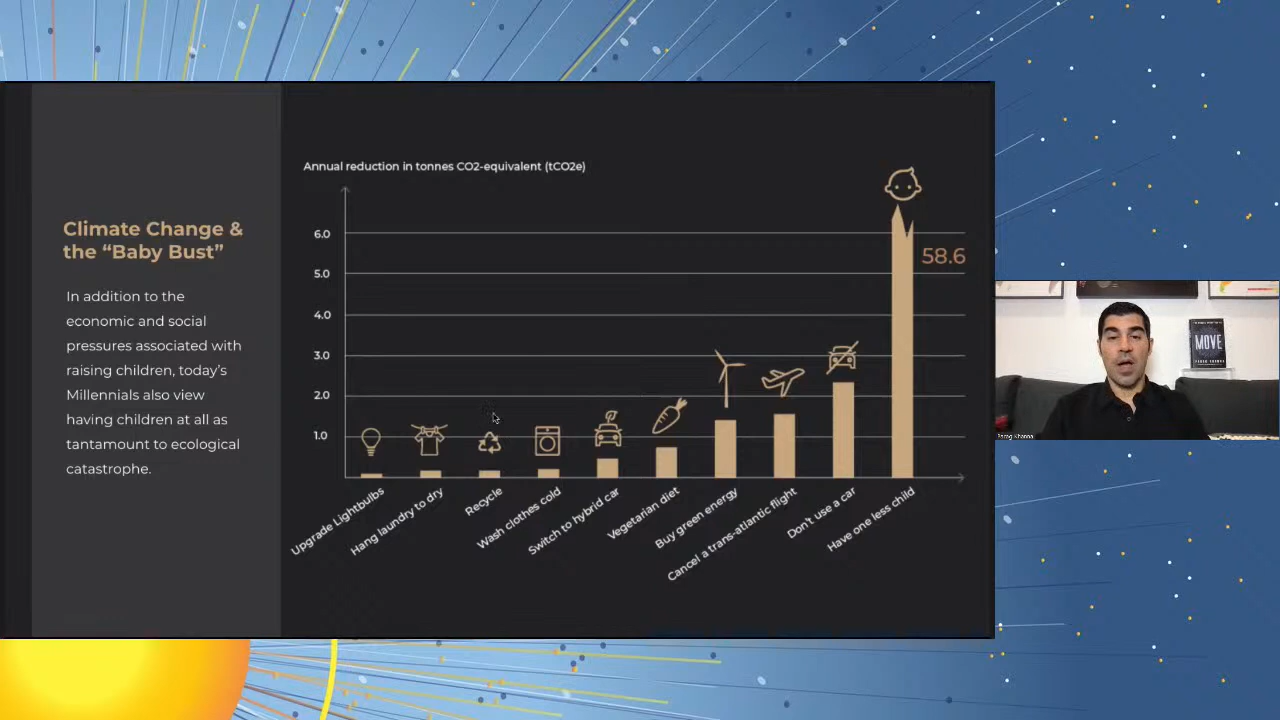 Annual reduction in tonnes CO2-equivalent (tCO2e)
Climate Change &
the “Baby Bust”
In addition to the
economic and social
pressures associated with
raising children, today’s
Millennials also view
having children at all as
tantamount to ecological
catastrophe.
6.0
5.0
4.0
3.0
2.0
1.0
58.6
Upgrade Lightbulbs
Hang laundry to dry
Recycle
Wash clothes cold
Switch to hybrid car
Vegetarian diet
Buy green energy
Cancel a trans-atlantic flight
Don't use a car
Have one less child
MOVE
Parag Khanna